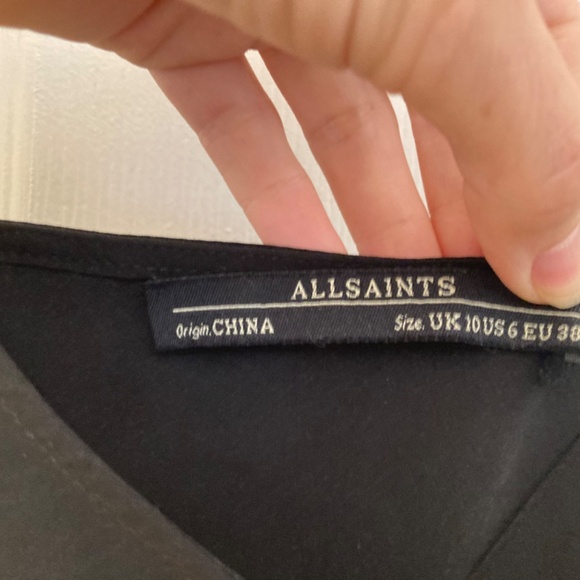 ALLSAINTS
Origin. CHINA Size. UK 10 US 6 EU 38